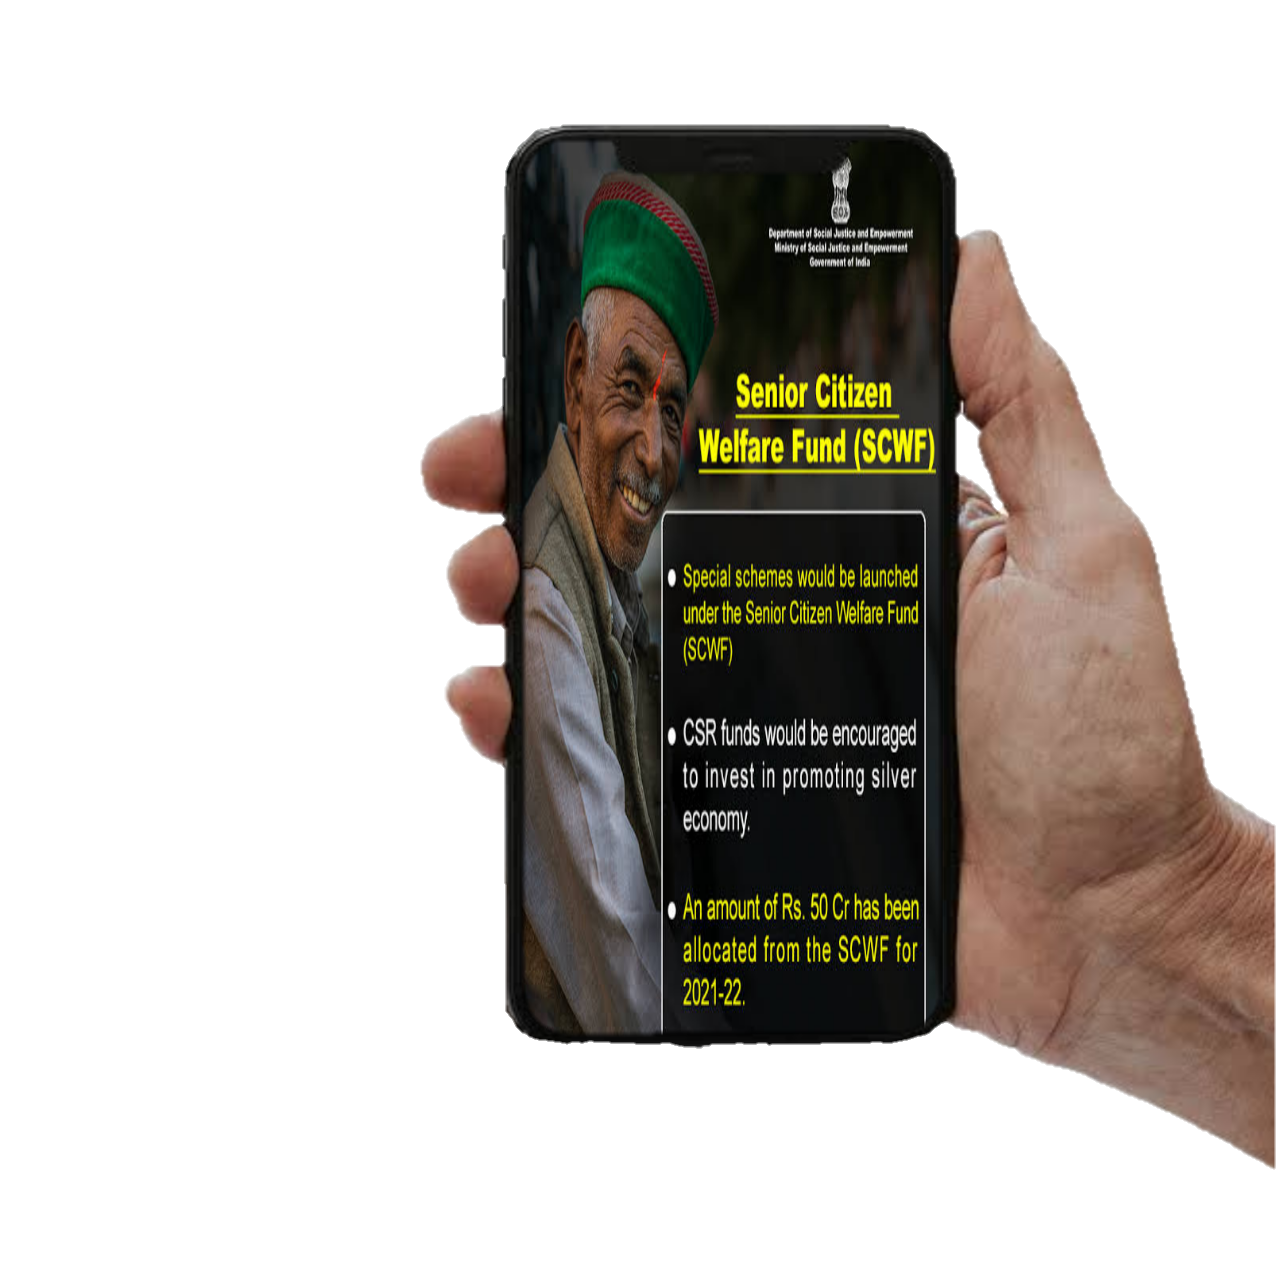 Department of Social Justice and Empowerment
Ministry of Social Justice and Empowerment
Government of India
Senior Citizen
Welfare Fund (SCWF)
Special schemes would be launched
under the Senior Citizen Welfare Fund
(SCWF)
CSR funds would be encouraged
to invest in promoting silver
economy.
An amount of Rs. 50 Cr has been
allocated from the SCWF for
2021-22.